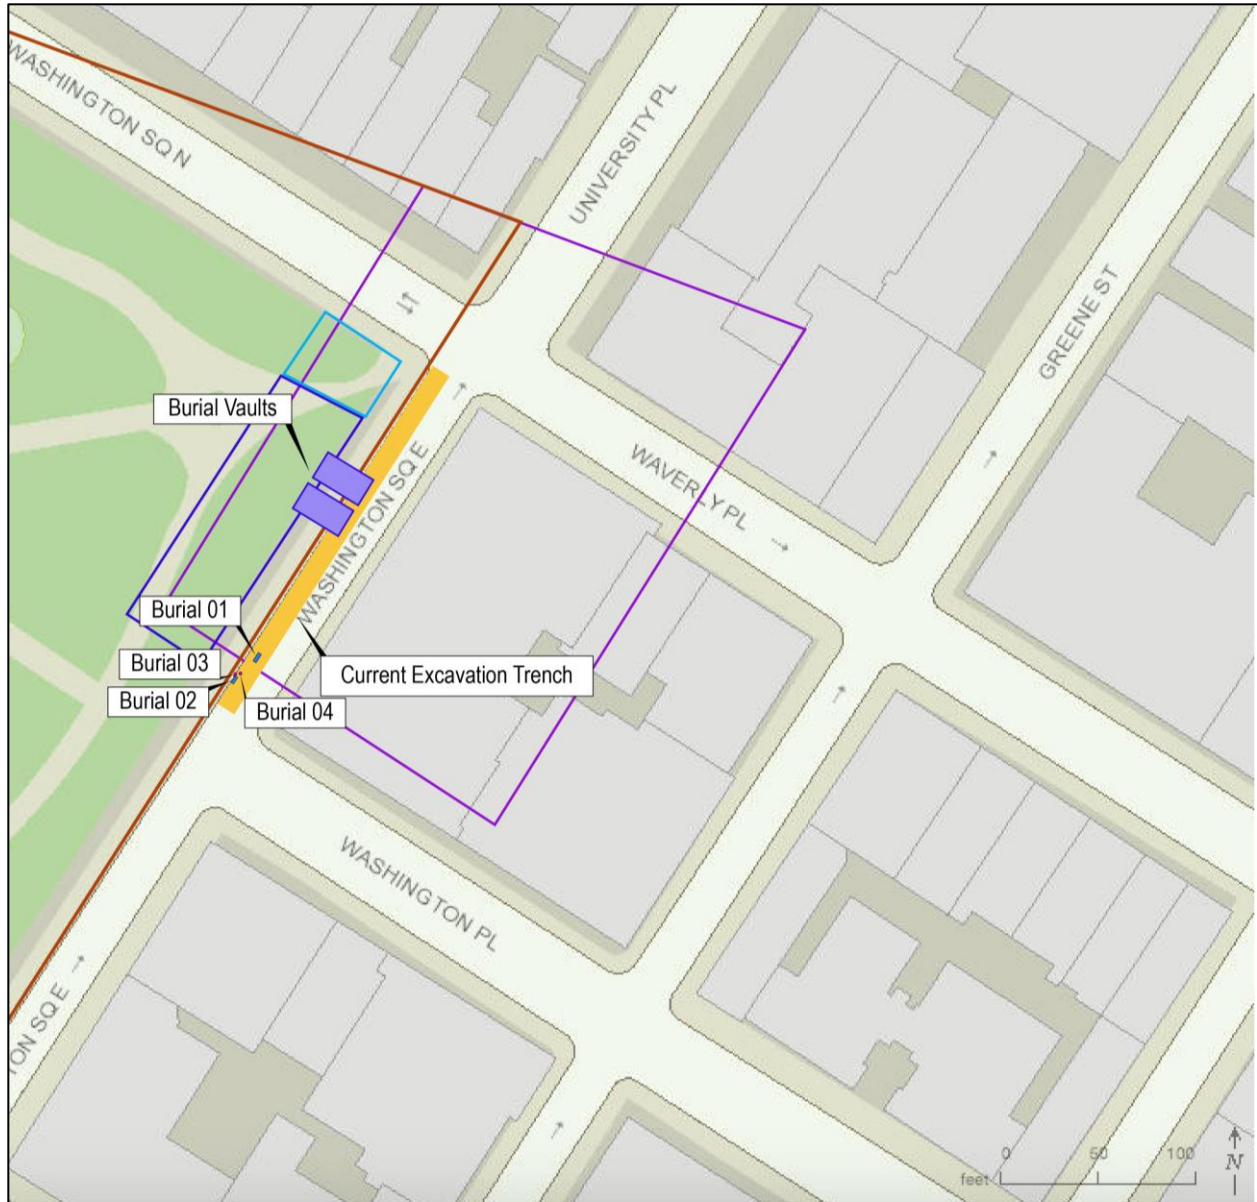 WASHINGTON SQ N
UNIVERSITY PL
GREENE ST
Burial Vaults
WASHINGTON SQ E
WAVERLY PL
Burial 01
Burial 03
Current Excavation Trench
Burial 02
Burial 04
WASHINGTON PL
TON SQ E
0 50 100
feet
N